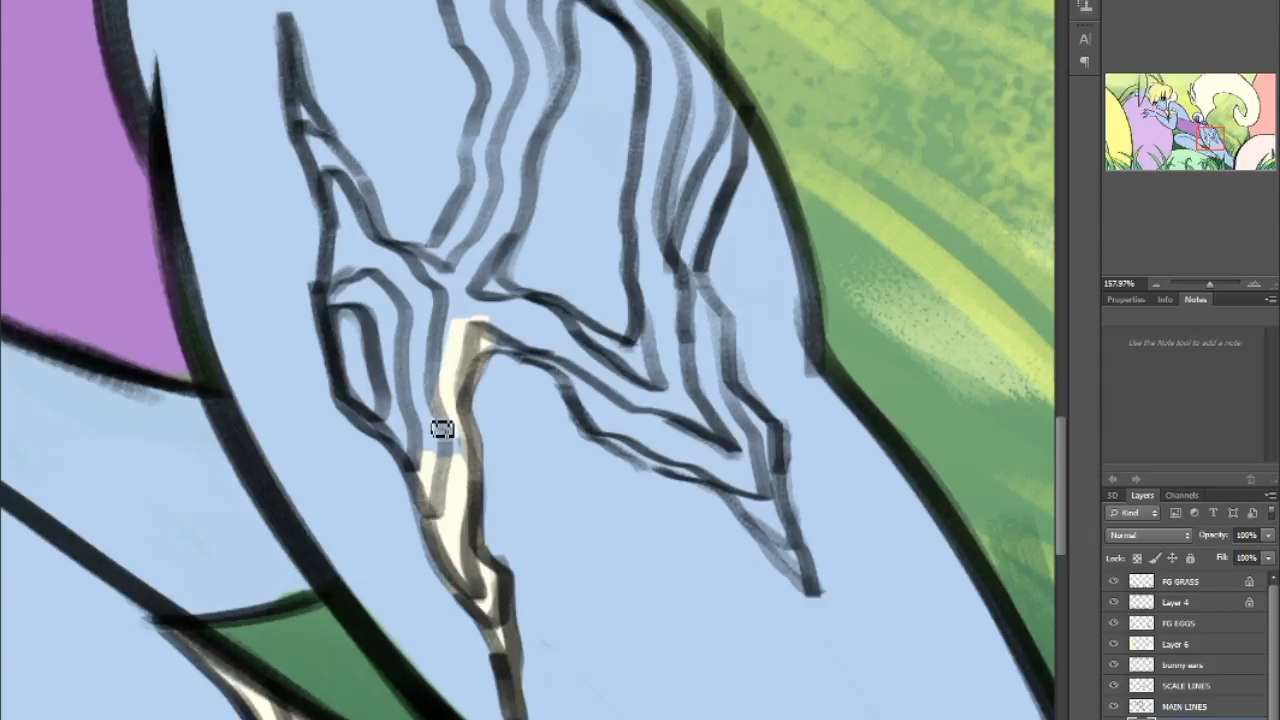 A
157.97%
Properties Info Notes
Use the Note tool to add a note
3D Layers Channels
Kind
T
Normal Opacity: 100%
Lock: Fill: 100%
FG GRASS
Layer 4
FG EGGS
Layer 6
bunny ears
SCALE LINES
MAIN LINES